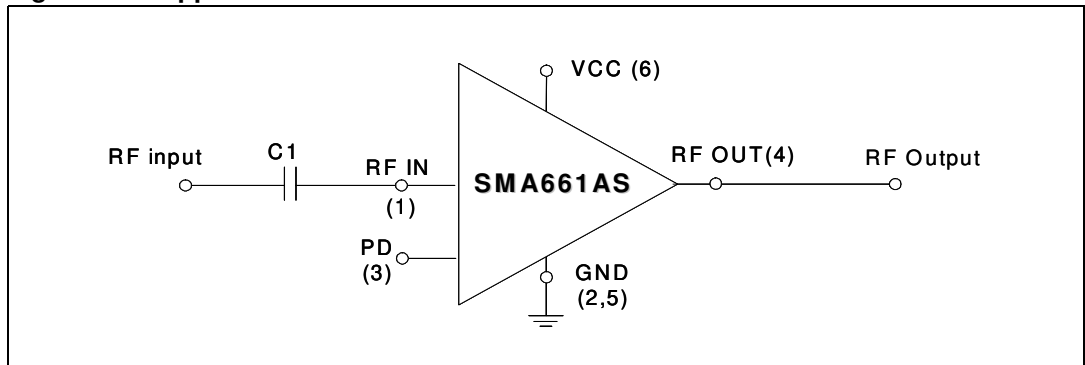 VCC (6)
RF input
C1
RF IN
(1)
SMA661AS
RF OUT(4)
RF Output
PD
(3)
GND
(2,5)